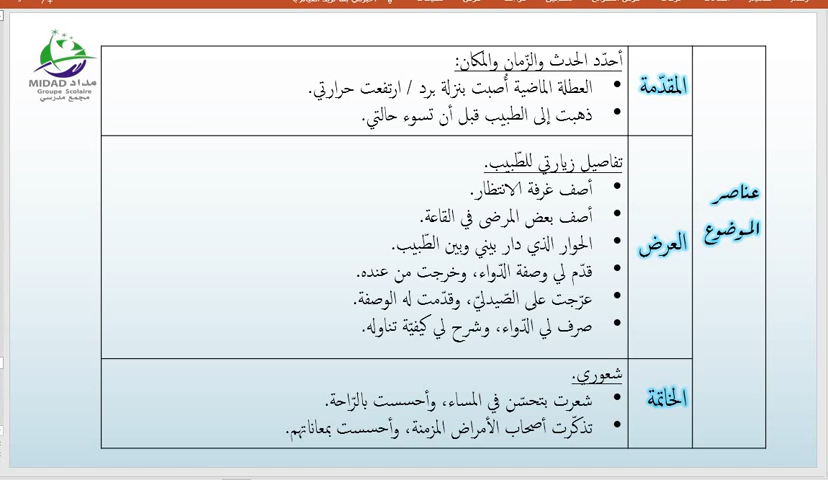 مداد MIDAD
Groupe Scolaire
مجمع مدرسي
عناصر
الموضوع
المقدّمة
أحدّد الحدث والزّمان والمكان:
العطلة الماضية أُصبت بنزلة برد / ارتفعت حرارتي.
ذهبت إلى الطبيب قبل أن تسوء حالتي.
العرض
تفاصيل زيارتي للطّبيب.
أصف غرفة الانتظار.
أصف بعض المرضى في القاعة.
الحوار الذي دار بيني وبين الطّبيب.
قدّم لي وصفة الدّواء، وخرجت من عنده.
عرّجت على الصّيدليّ، وقدّمت له الوصفة.
صرف لي الدّواء، وشرح لي كيفيّة تناوله.
الخاتمة
شعوري.
شعرت بتحسّن في المساء، وأحسست بالرّاحة.
تذكّرت أصحاب الأمراض المزمنة، وأحسست بمعاناتهم.